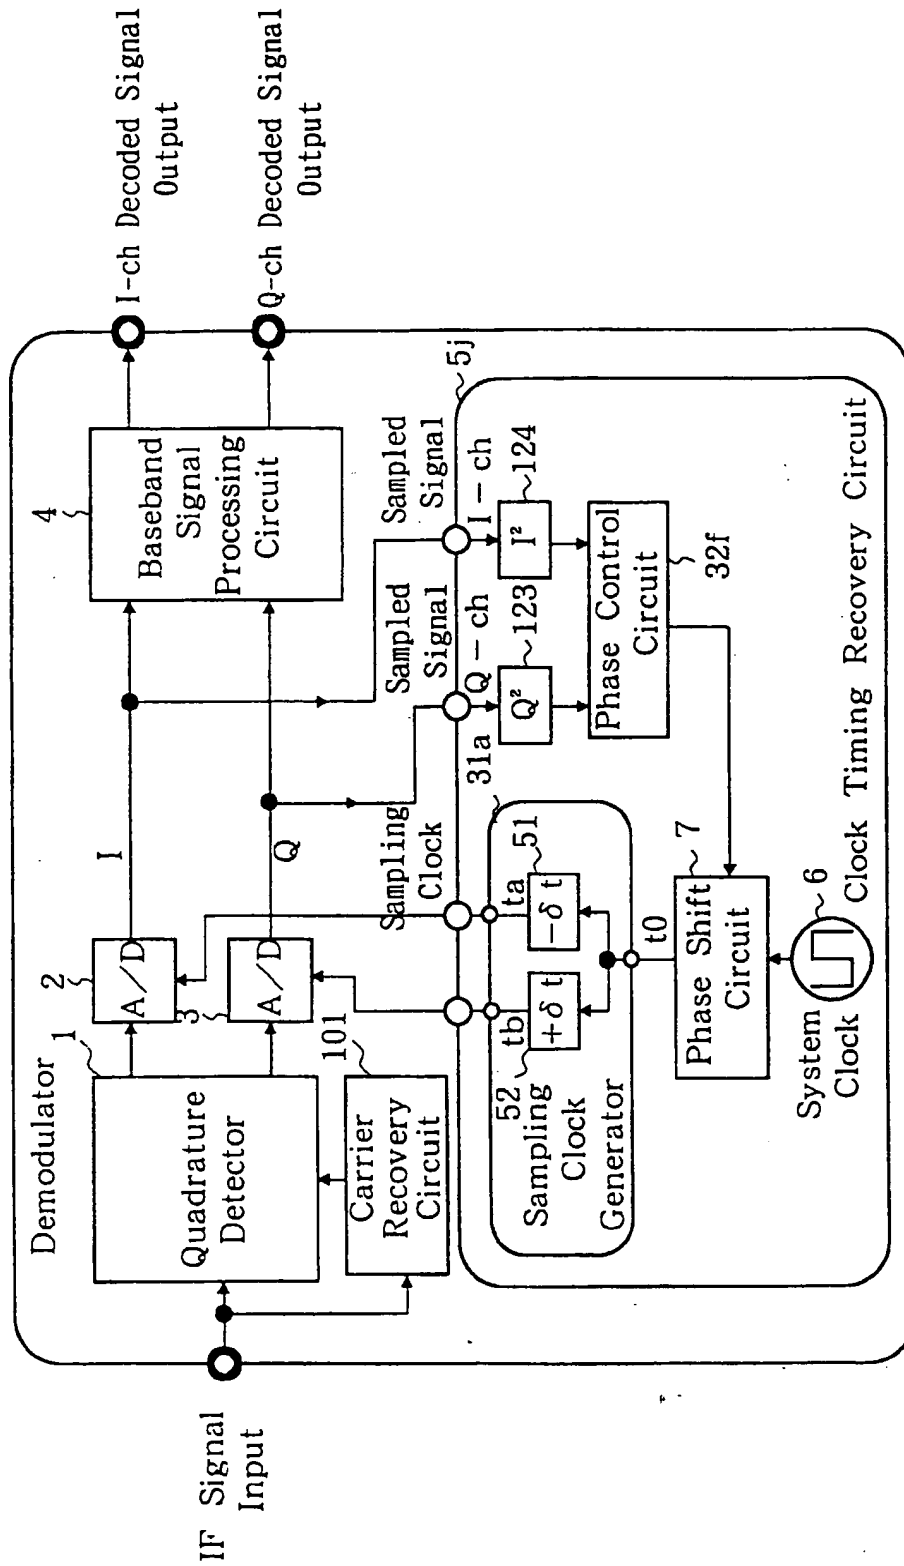 Demodulator
1
2
4
I-ch Decoded Signal
Output
Q-ch Decoded Signal
Output
IF Signal
Input
Quadrature
Detector
A/D
I
3
A/D
Q
Baseband
Signal
Processing
Circuit
101
Carrier
Recovery
Circuit
Sampling
Clock
Sampled
Signal
Sampled
Signal
5j
Q-ch
I-ch
31a
52
tb
ta
51
+δt
-δt
Sampling
Clock
Generator
Q²
123
I²
124
Phase Control
Circuit
32f
t0
7
Phase Shift
Circuit
System
Clock
6
Clock Timing Recovery Circuit